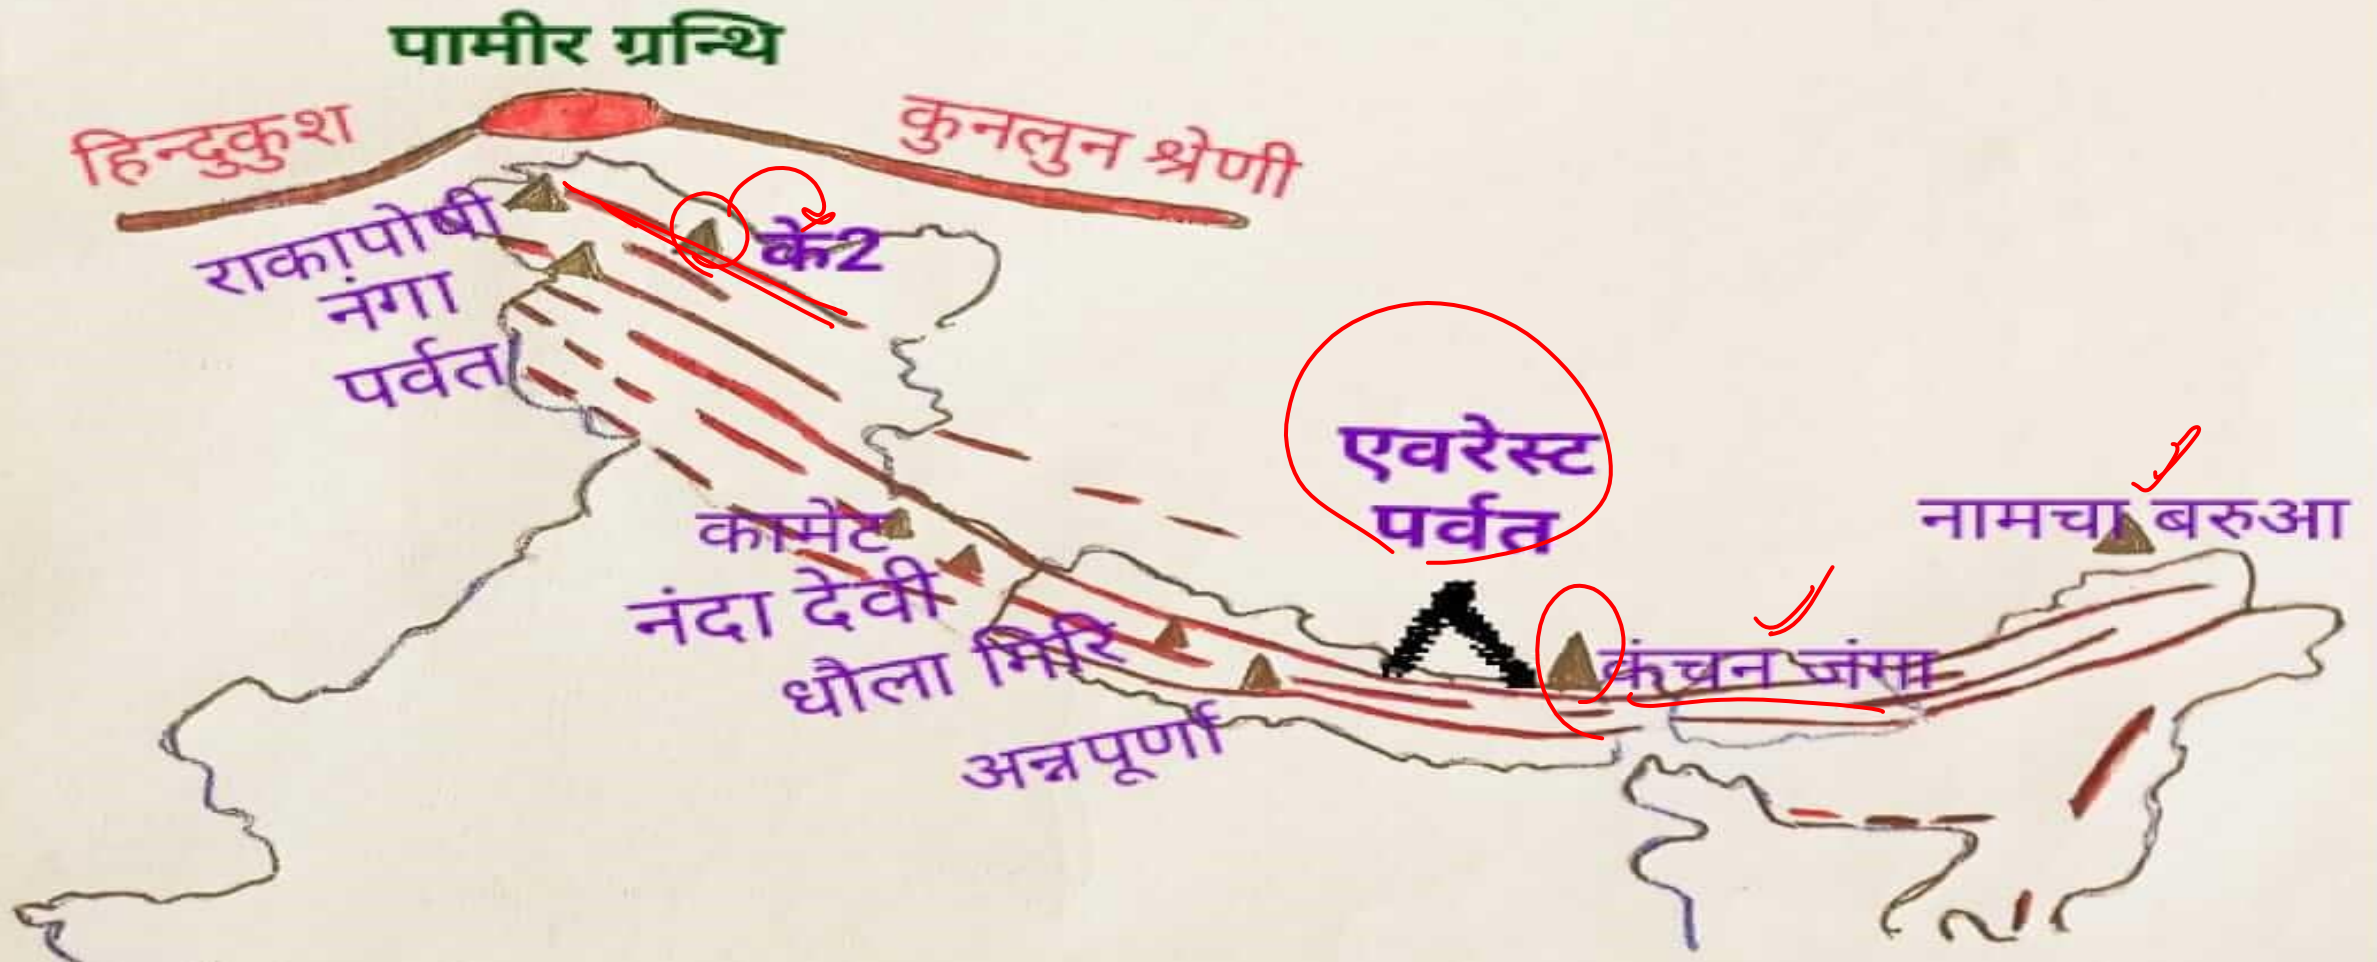 पामीर ग्रन्थि
हिन्दुकुश
कुनलुन श्रेणी
राकापोषी
के2
नंगा
पर्वत
एवरेस्ट
पर्वत
नामचा बरुआ
कामेट
नंदा देवी
धौला गिरि
कंचन जंगा
अन्नपूर्णा